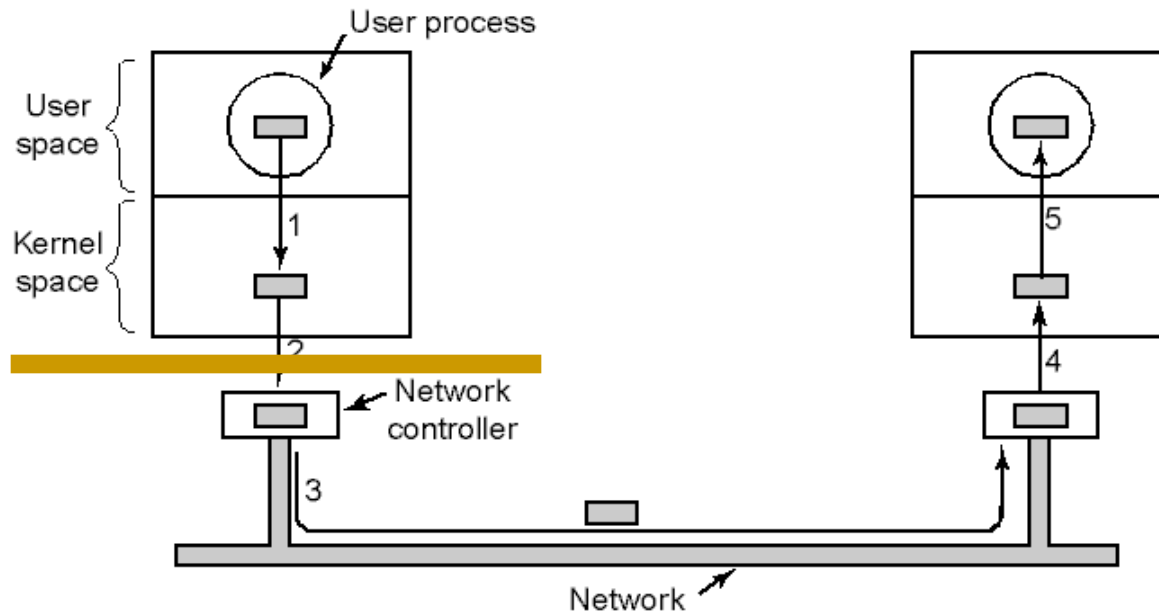 User process
User
space
1
5
Kernel
space
2
4
Network
controller
3
Network